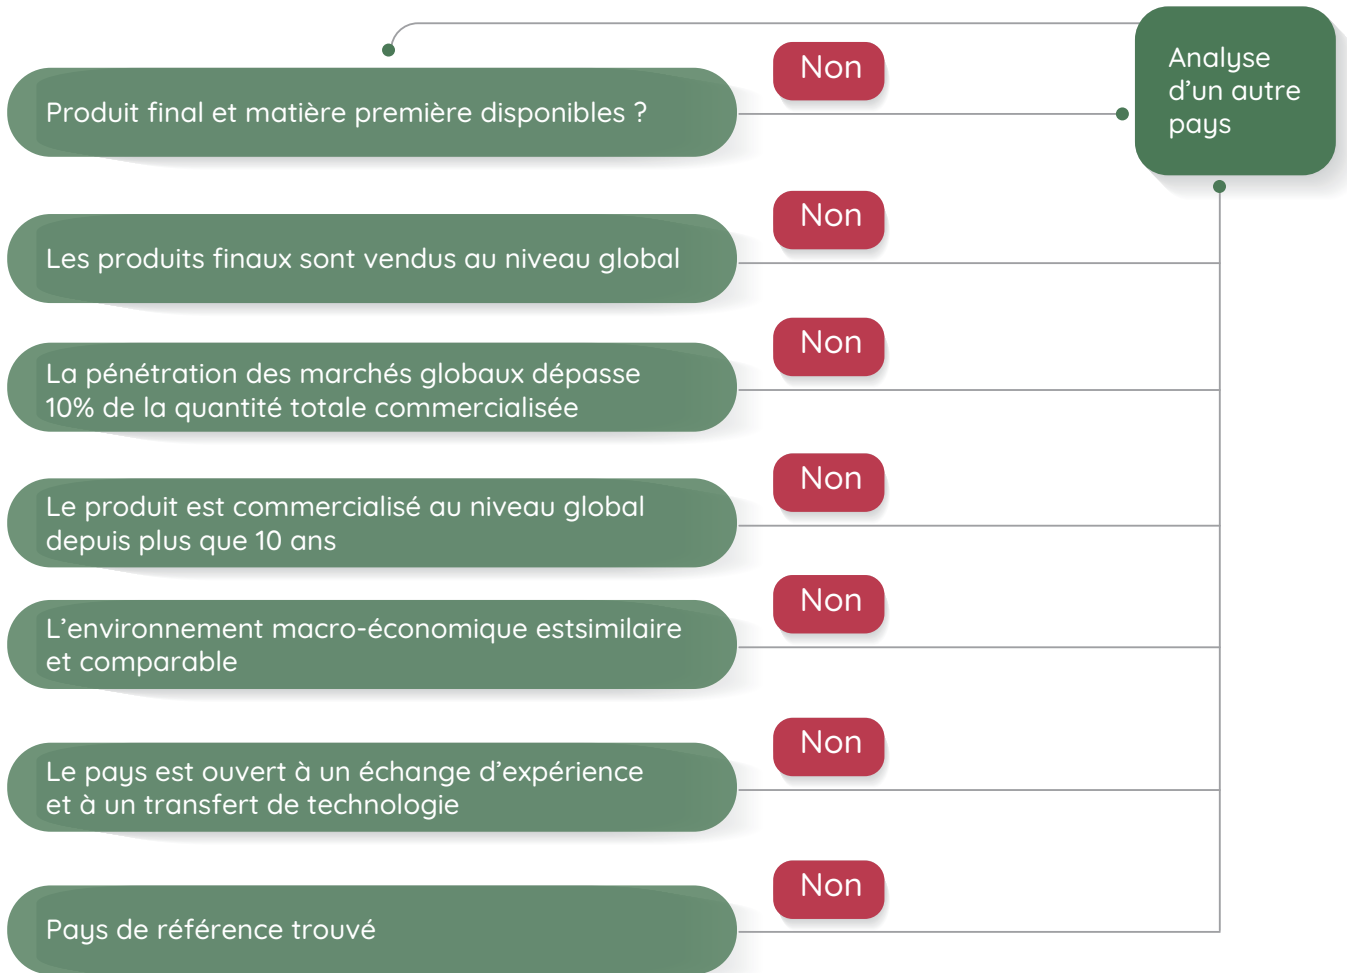 Non
Analyse
d’un autre
pays
Produit final et matière première disponibles ?
Non
Les produits finaux sont vendus au niveau global
Non
La pénétration des marchés globaux dépasse
10% de la quantité totale commercialisée
Non
Le produit est commercialisé au niveau global
depuis plus que 10 ans
Non
L’environnement macro-économique estsimilaire
et comparable
Non
Le pays est ouvert à un échange d’expérience
et à un transfert de technologie
Non
Pays de référence trouvé